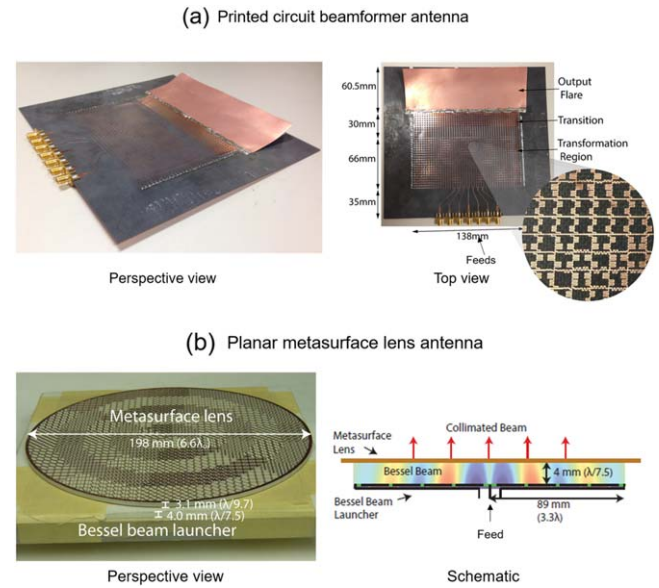 (a) Printed circuit beamformer antenna
60.5mm
30mm
66mm
35mm
138mm
Output
Flare
Transition
Transformation
Region
Feeds
Perspective view
Top view
(b) Planar metasurface lens antenna
Metasurface lens
198 mm (6.6λ)
3.1 mm (λ/9.7)
4.0 mm (λ/7.5)
Bessel beam launcher
Collimated Beam
Metasurface
Lens
Bessel Beam
4 mm (λ/7.5)
Bessel Beam
Launcher
89 mm
(3.3λ)
Feed
Perspective view
Schematic